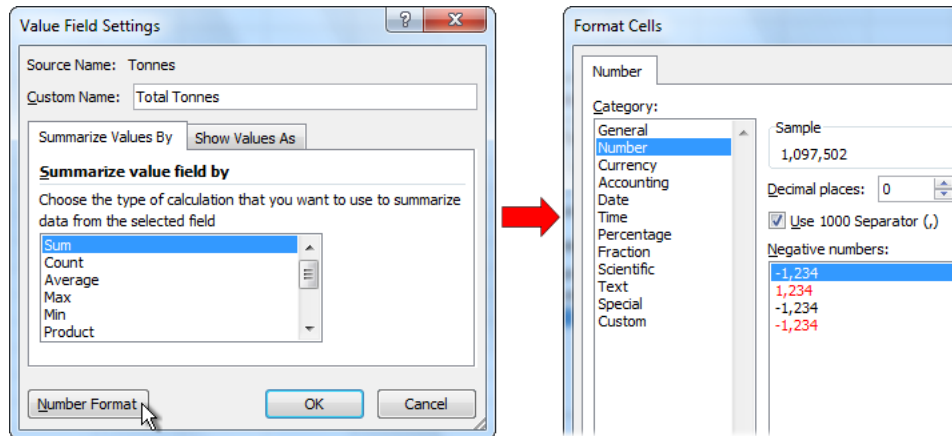 Value Field Settings
?
X
Source Name: Tonnes
Custom Name: Total Tonnes
Summarize Values By
Show Values As
Summarize value field by
Choose the type of calculation that you want to use to summarize
data from the selected field
Sum
Count
Average
Max
Min
Product
Number Format
OK
Cancel
Format Cells
Number
Category:
General
Number
Currency
Accounting
Date
Time
Percentage
Fraction
Scientific
Text
Special
Custom
Sample
1,097,502
Decimal places: 0
Use 1000 Separator (,)
Negative numbers:
-1,234
1,234
-1,234
-1,234